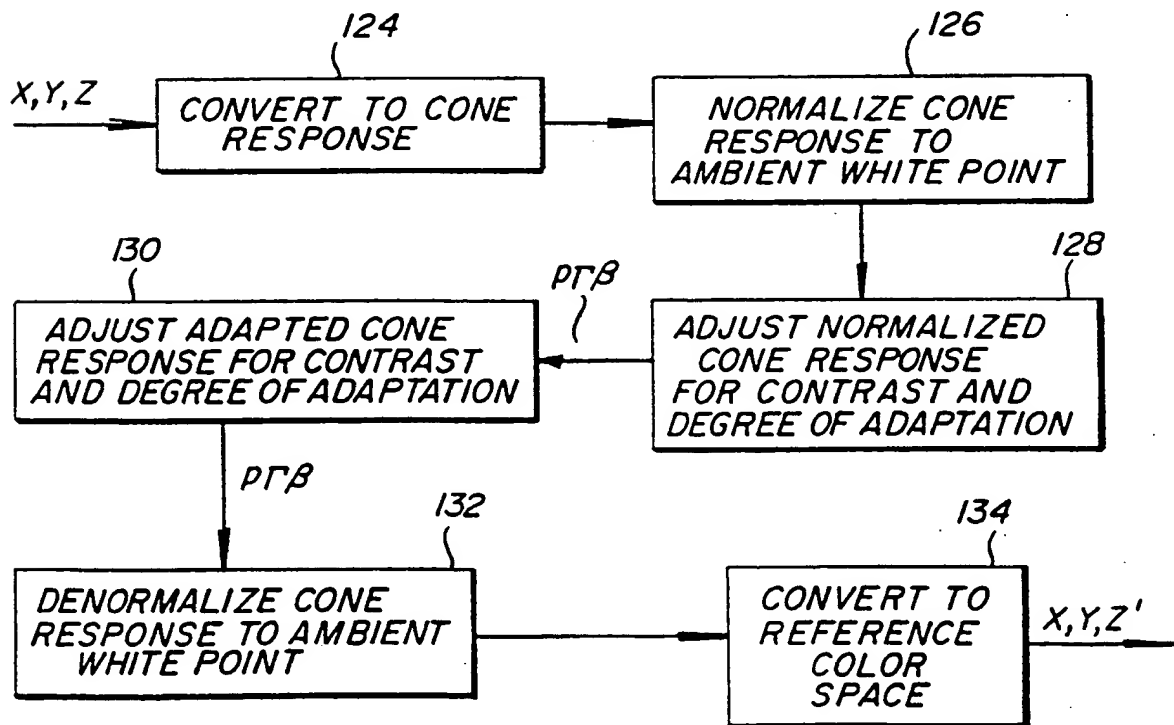 124
X,Y,Z
CONVERT TO CONE
RESPONSE
126
NORMALIZE CONE
RESPONSE TO
AMBIENT WHITE POINT
128
ADJUST NORMALIZED
CONE RESPONSE
FOR CONTRAST AND
DEGREE OF ADAPTATION
pΓβ
130
ADJUST ADAPTED CONE
RESPONSE FOR CONTRAST
AND DEGREE OF ADAPTATION
pΓβ
132
DENORMALIZE CONE
RESPONSE TO AMBIENT
WHITE POINT
134
CONVERT TO
REFERENCE
COLOR
SPACE
X,Y,Z'